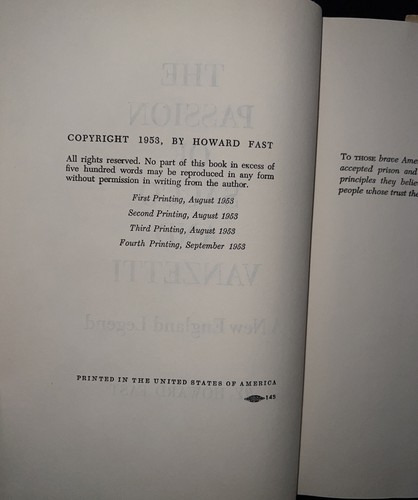 COPYRIGHT 1953, BY HOWARD FAST
All rights reserved. No part of this book in excess of
five hundred words may be reproduced in any form
without permission in writing from the author.
First Printing, August 1953
Second Printing, August 1953
Third Printing, August 1953
Fourth Printing, September 1953
PRINTED IN THE UNITED STATES OF AMERICA
149
To THOSE brave Ame
accepted prison and
principles they belie
people whose trust the